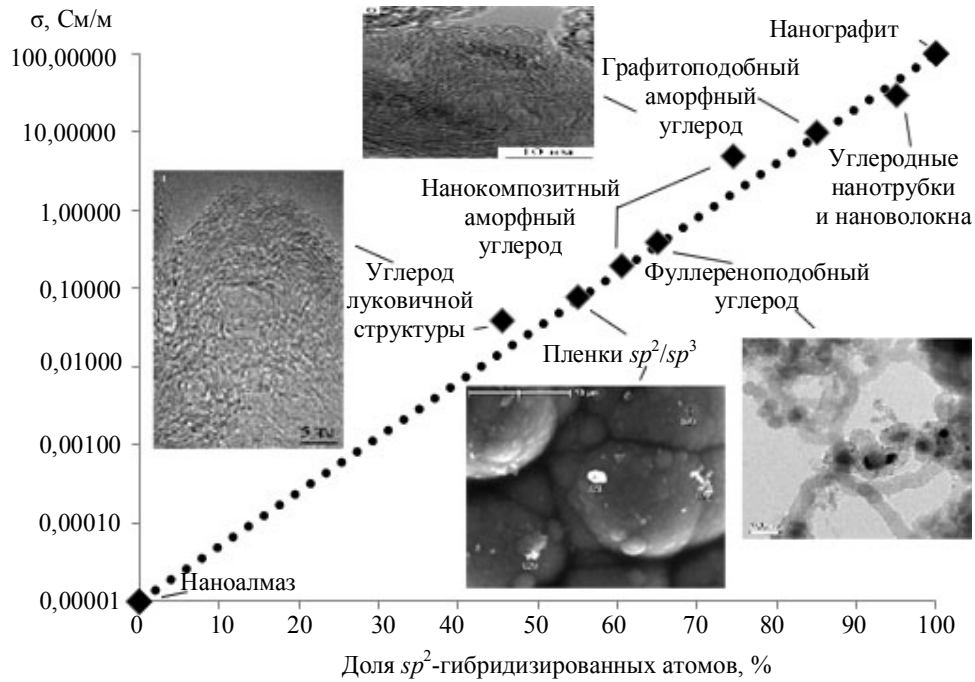 σ, См/м
100,00000
10,00000
1,00000
0,10000
0,01000
0,00100
0,00010
0,00001
Нанографит
Графитоподобный
аморфный
углерод
Углеродные
нанотрубки
и нановолокна
Нанокомпозитный
аморфный
углерод
Углерод
луковичной
структуры
Фуллереноподобный
углерод
Пленки sp²/sp³
Наноалмаз
0 10 20 30 40 50 60 70 80 90 100
Доля sp²-гибридизированных атомов, %